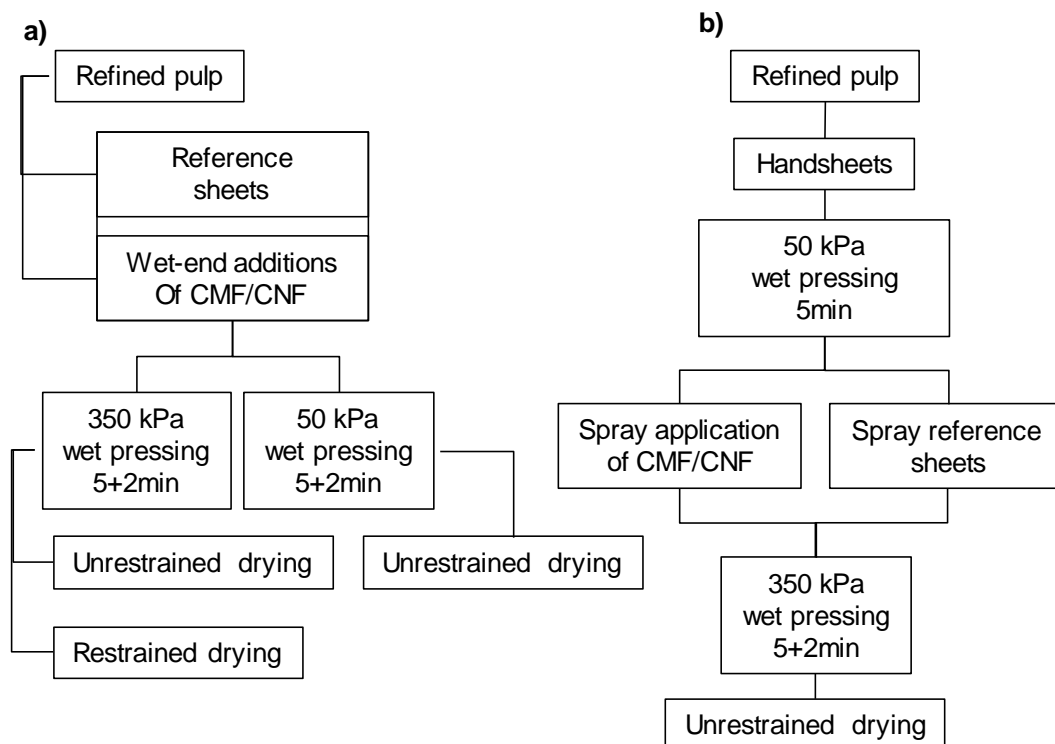 a)
Refined pulp
Reference
sheets
Wet-end additions
Of CMF/CNF
350 kPa
wet pressing
5+2min
50 kPa
wet pressing
5+2min
Unrestrained drying
Unrestrained drying
Restrained drying
b)
Refined pulp
Handsheets
50 kPa
wet pressing
5min
Spray application
of CMF/CNF
Spray reference
sheets
350 kPa
wet pressing
5+2min
Unrestrained drying